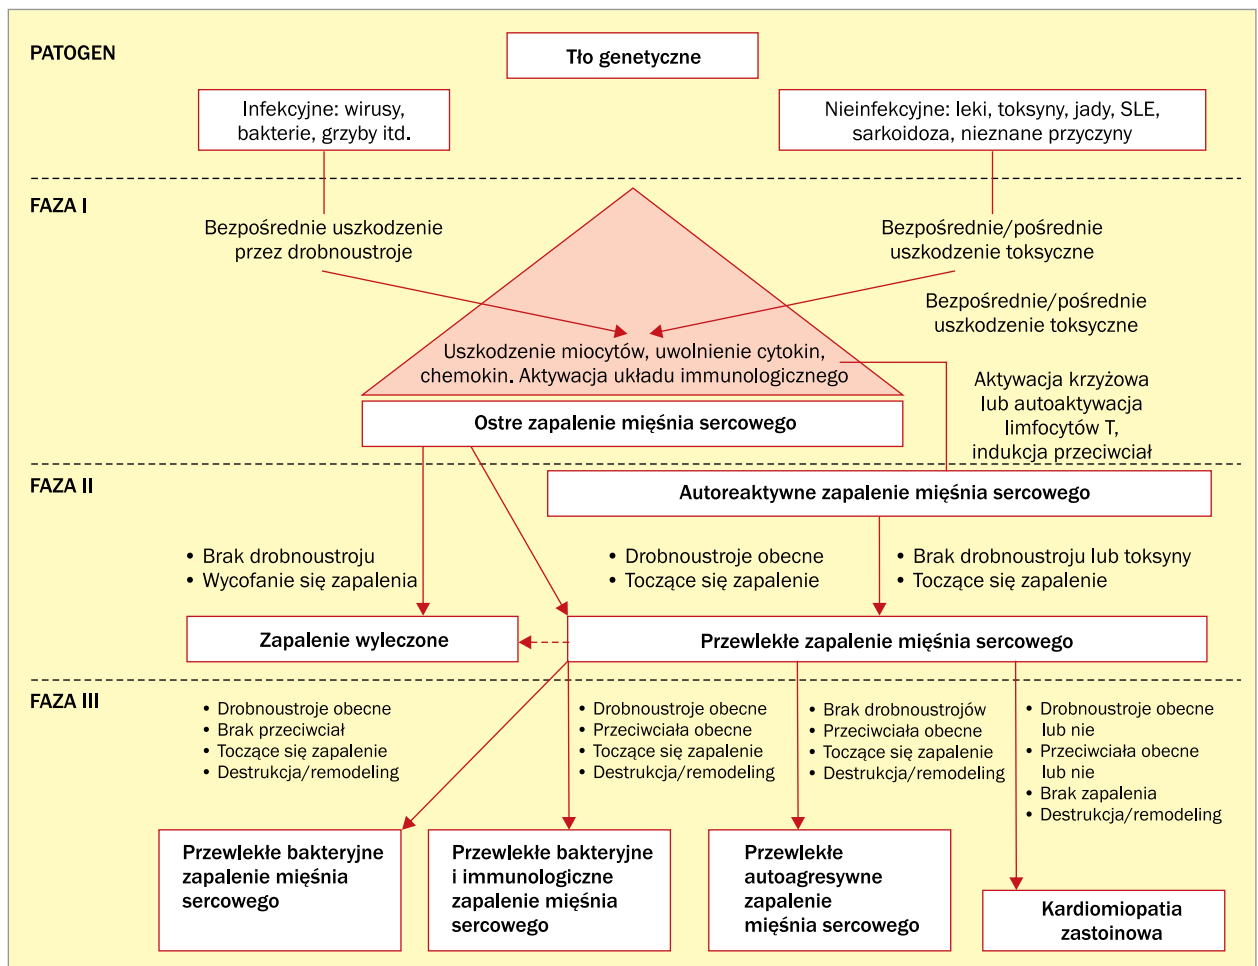 PATOGEN
Tło genetyczne
Infekcyjne: wirusy,
bakterie, grzyby itd.
Nieinfekcyjne: leki, toksyny, jady, SLE,
sarkoidoza, nieznane przyczyny
FAZA I
Bezpośrednie uszkodzenie
przez drobnoustroje
Bezpośrednie/pośrednie
uszkodzenie toksyczne
Bezpośrednie/pośrednie
uszkodzenie toksyczne
Uszkodzenie miocytów, uwolnienie cytokin,
chemokin. Aktywacja układu immunologicznego
Aktywacja krzyżowa
lub autoaktywacja
limfocytów T,
indukcja przeciwciał
Ostre zapalenie mięśnia sercowego
FAZA II
Autoreaktywne zapalenie mięśnia sercowego
• Brak drobnoustroju
• Wycofanie się zapalenia
• Drobnoustroje obecne
• Toczące się zapalenie
• Brak drobnoustroju lub toksyny
• Toczące się zapalenie
Zapalenie wyleczone
Przewlekłe zapalenie mięśnia sercowego
FAZA III
• Drobnoustroje obecne
• Brak przeciwciał
• Toczące się zapalenie
• Destrukcja/remodeling
• Drobnoustroje obecne
• Przeciwciała obecne
• Toczące się zapalenie
• Destrukcja/remodeling
• Brak drobnoustrojów
• Przeciwciała obecne
• Toczące się zapalenie
• Destrukcja/remodeling
• Drobnoustroje obecne
lub nie
• Przeciwciała obecne
lub nie
• Brak zapalenia
• Destrukcja/remodeling
Przewlekłe bakteryjne
zapalenie mięśnia
sercowego
Przewlekłe bakteryjne
i immunologiczne
zapalenie mięśnia
sercowego
Przewlekłe
autoagresywne
zapalenie
mięśnia sercowego
Kardiomiopatia
zastoinowa